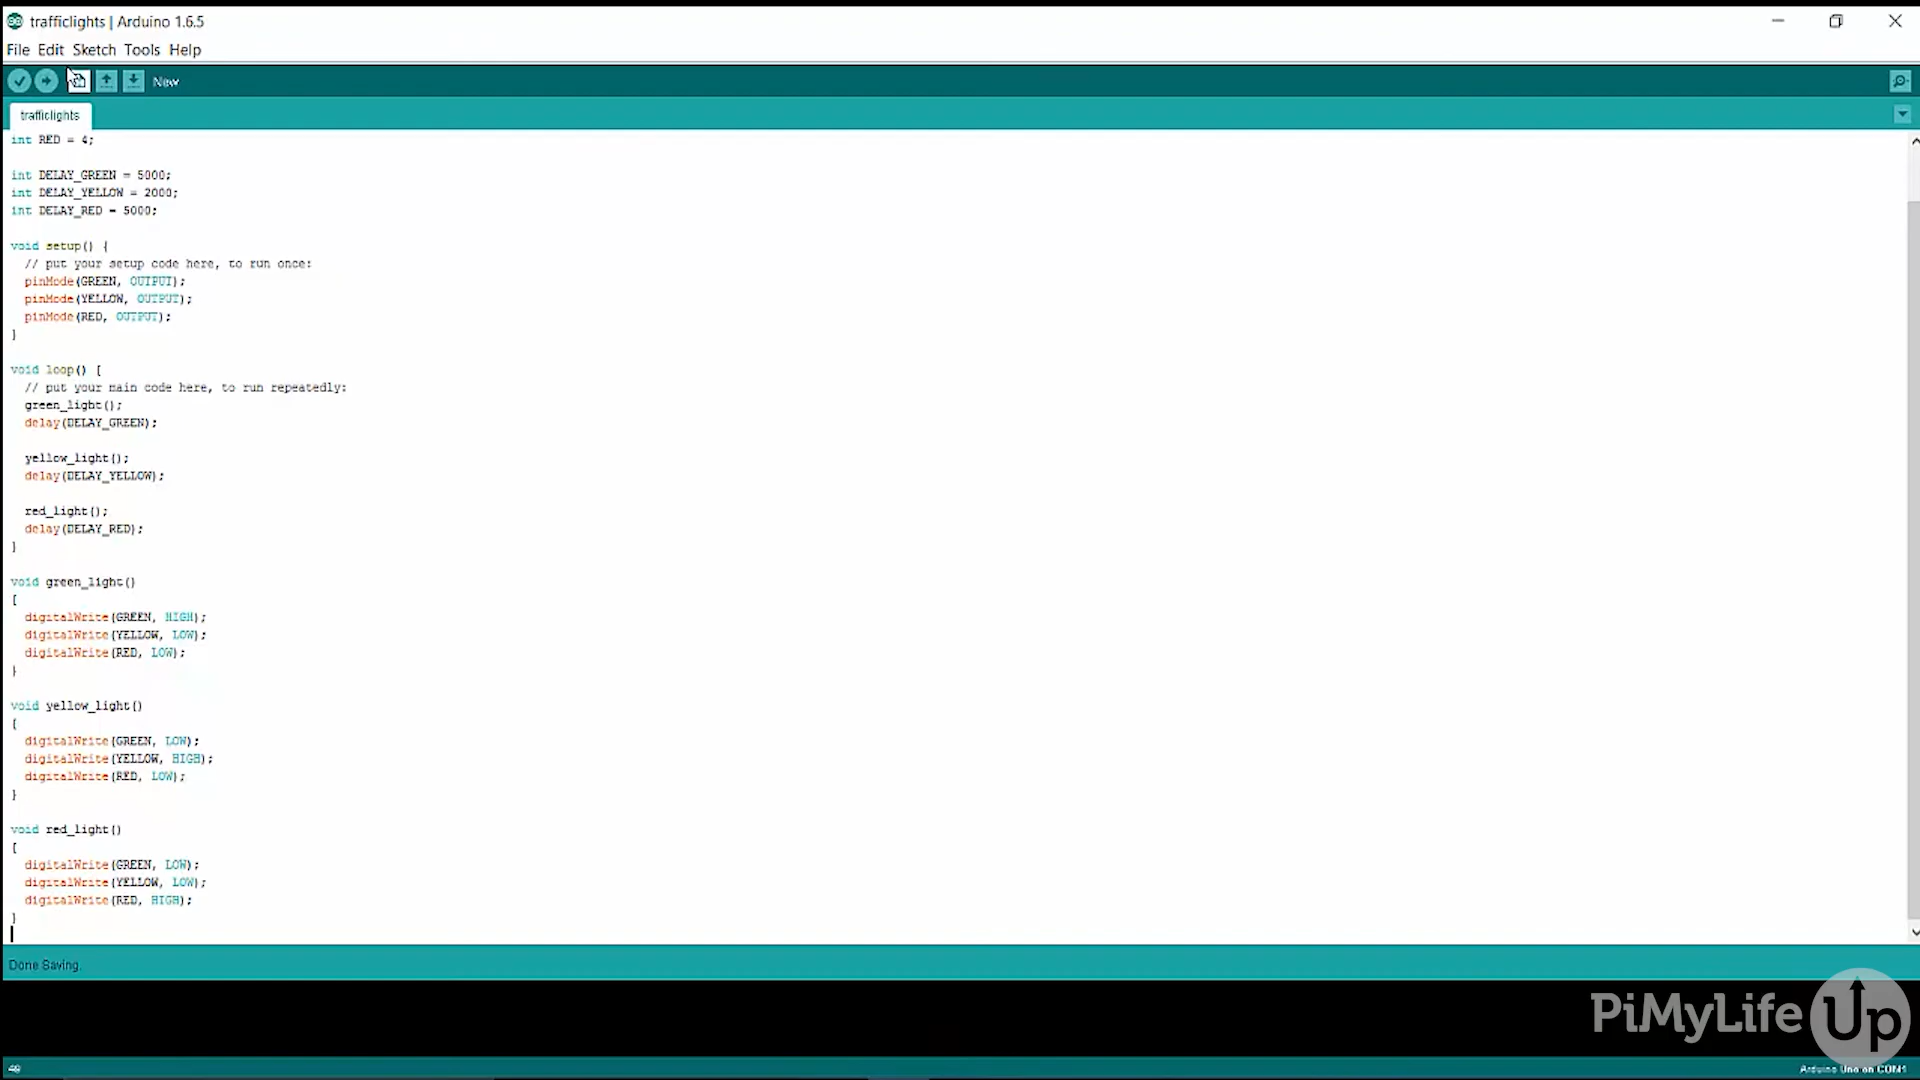 trafficlights | Arduino 1.6.5
File Edit Sketch Tools Help
New
trafficlights
int RED = 4;
int DELAY_GREEN = 5000;
int DELAY_YELLOW = 2000;
int DELAY_RED = 5000;
void setup() {
// put your setup code here, to run once:
pinMode(GREEN, OUTPUT);
pinMode(YELLOW, OUTPUT);
pinMode(RED, OUTPUT);
}
void loop() {
// put your main code here, to run repeatedly:
green_light();
delay(DELAY_GREEN);
yellow_light();
delay(DELAY_YELLOW);
red_light();
delay(DELAY_RED);
}
void green_light()
{
digitalWrite(GREEN, HIGH);
digitalWrite(YELLOW, LOW);
digitalWrite(RED, LOW);
}
void yellow_light()
{
digitalWrite(GREEN, LOW);
digitalWrite(YELLOW, HIGH);
digitalWrite(RED, LOW);
}
void red_light()
{
digitalWrite(GREEN, LOW);
digitalWrite(YELLOW, LOW);
digitalWrite(RED, HIGH);
}
Done Saving.
PiMyLifeUp
Arduino Uno on COM1